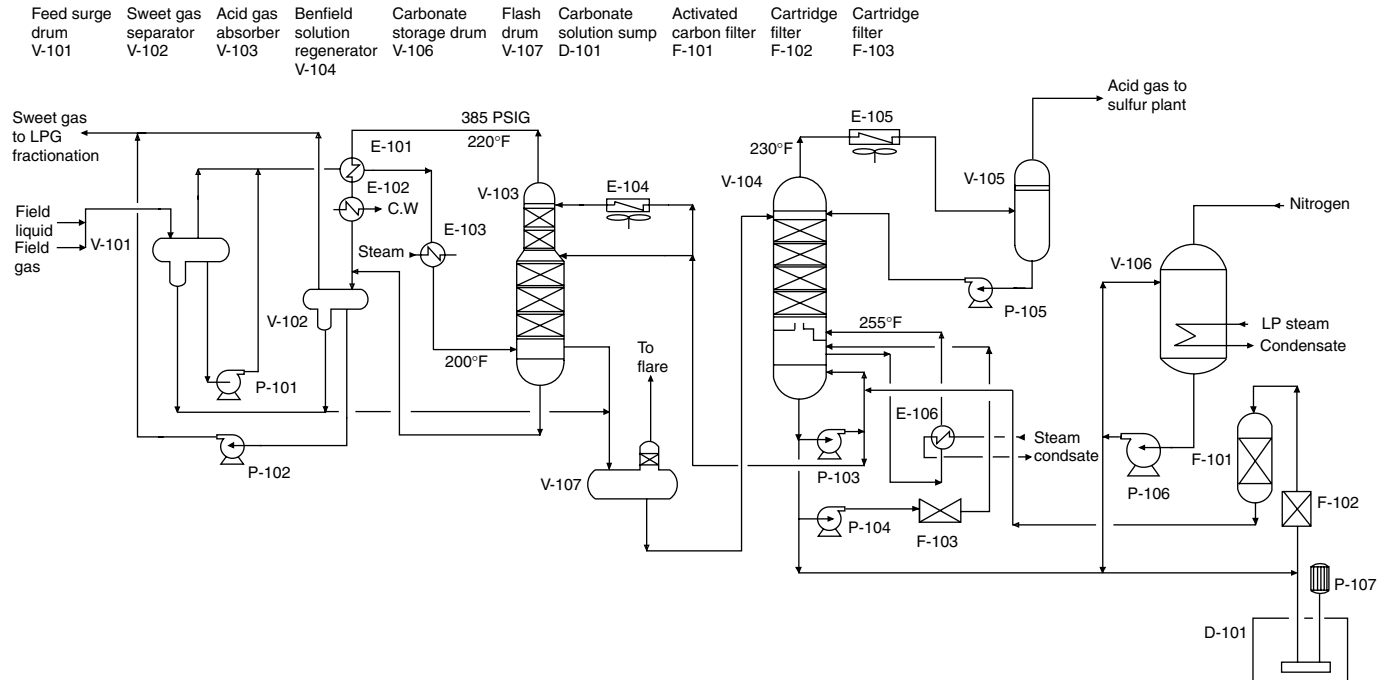 Feed surge
drum
V-101
Sweet gas
separator
V-102
Acid gas
absorber
V-103
Benfield
solution
regenerator
V-104
Carbonate
storage drum
V-106
Flash
drum
V-107
Carbonate
solution sump
D-101
Activated
carbon filter
F-101
Cartridge
filter
F-102
Cartridge
filter
F-103
Sweet gas
to LPG
fractionation
385 PSIG
220°F
E-101
E-102
C.W
E-103
Steam
V-103
E-104
200°F
Field
liquid
Field
gas
V-101
V-102
P-101
P-102
To
flare
V-107
230°F
V-104
E-105
V-105
Acid gas to
sulfur plant
P-105
255°F
E-106
Steam
condsate
P-103
P-104
F-103
Nitrogen
V-106
LP steam
Condensate
P-106
F-101
F-102
P-107
D-101